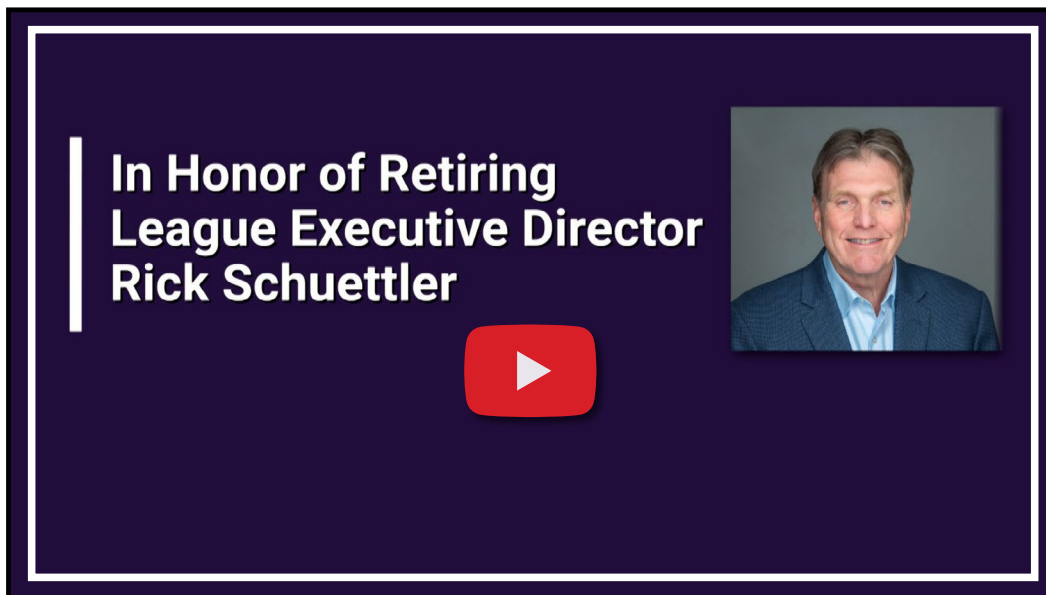 In Honor of Retiring
League Executive Director
Rick Schuettler